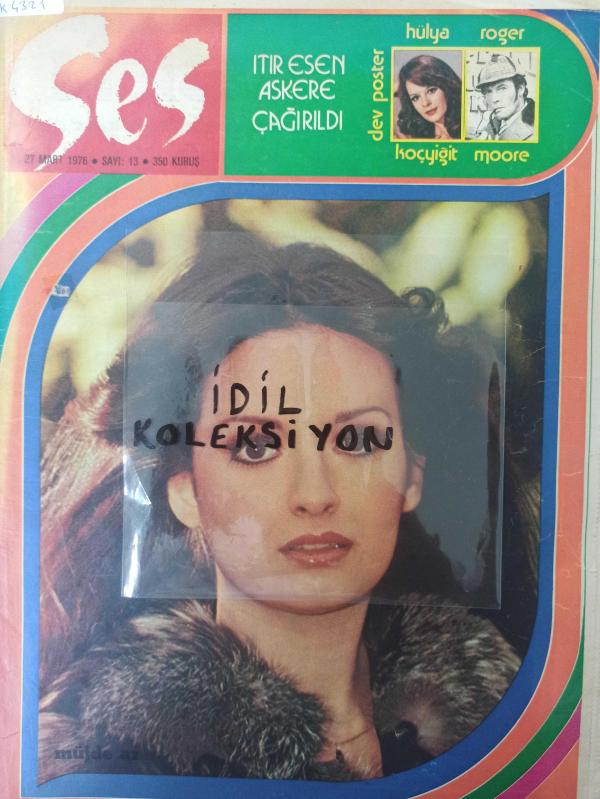 K 4321
Ses
27 MART 1976 • SAYI: 13 • 350 KURUŞ
ITIR ESEN
ASKERE
ÇAĞIRILDI
dev poster
hülya roger
koçyiğit moore
İDİL
KOLEKSİYON
müjde ar